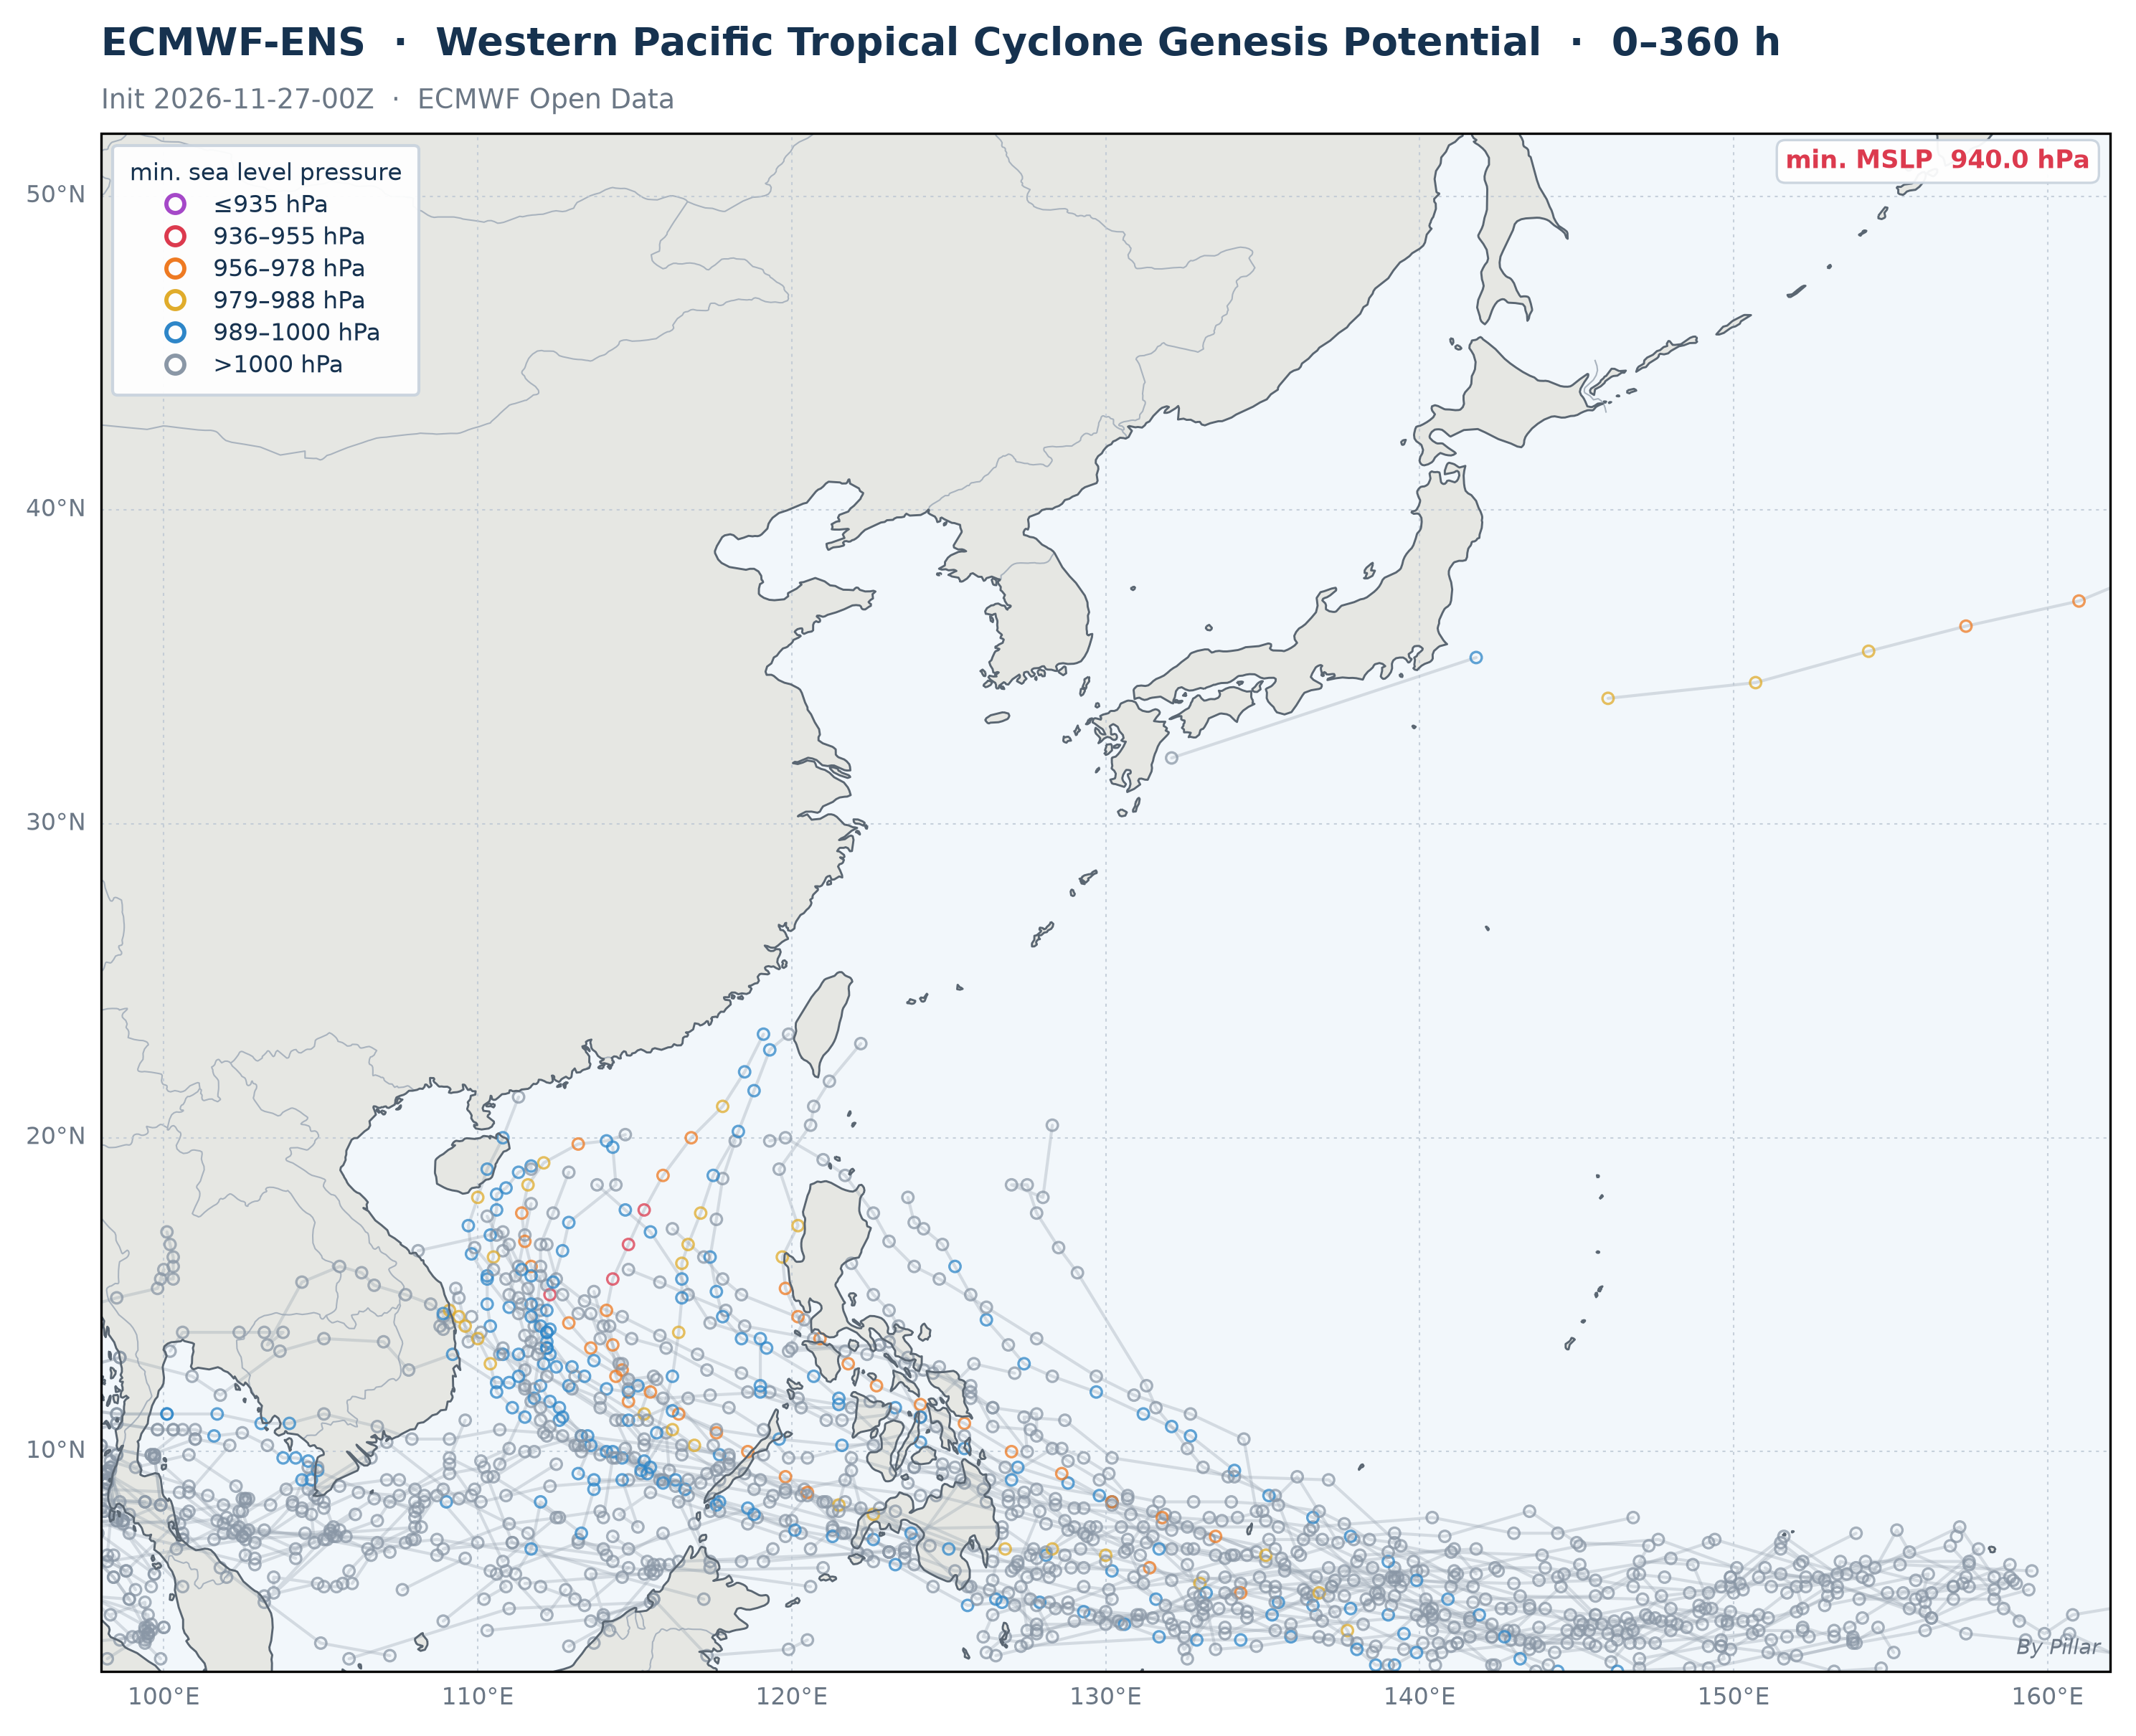 ECMWF-ENS · Western Pacific Tropical Cyclone Genesis Potential · 0–360 h
Init 2026-11-27-00Z · ECMWF Open Data
min. sea level pressure
≤935 hPa
936–955 hPa
956–978 hPa
979–988 hPa
989–1000 hPa
>1000 hPa
min. MSLP 940.0 hPa
50°N
40°N
30°N
20°N
10°N
By Pillar
100°E 110°E 120°E 130°E 140°E 150°E 160°E